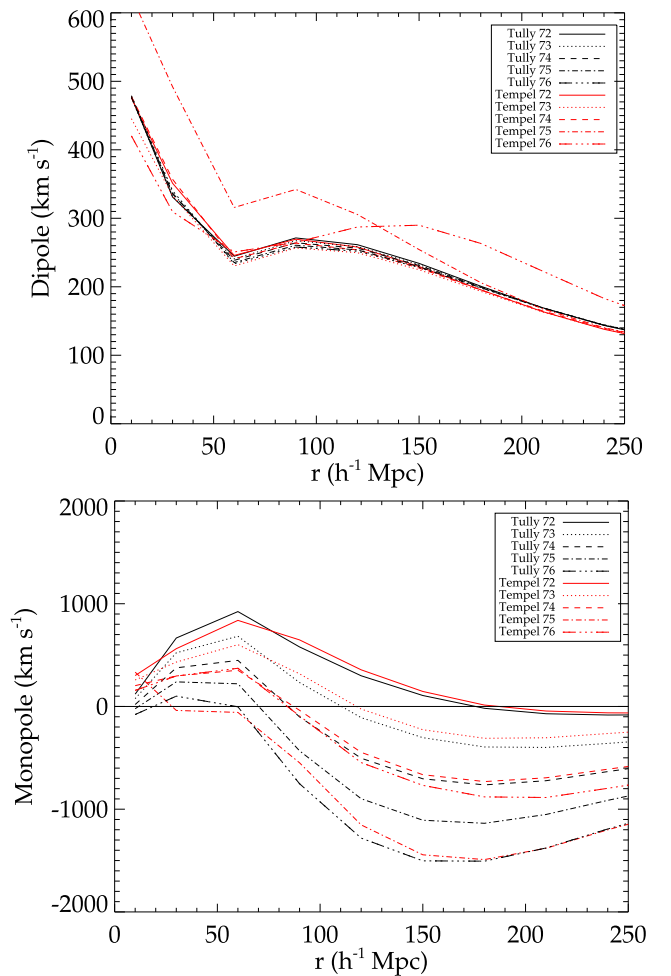 600
500
400
300
200
100
0
Dipole (km s⁻¹)
Tully 72
Tully 73
Tully 74
Tully 75
Tully 76
Tempel 72
Tempel 73
Tempel 74
Tempel 75
Tempel 76
0 50 100 150 200 250
r (h⁻¹ Mpc)
2000
1000
0
-1000
-2000
Monopole (km s⁻¹)
Tully 72
Tully 73
Tully 74
Tully 75
Tully 76
Tempel 72
Tempel 73
Tempel 74
Tempel 75
Tempel 76
0 50 100 150 200 250
r (h⁻¹ Mpc)